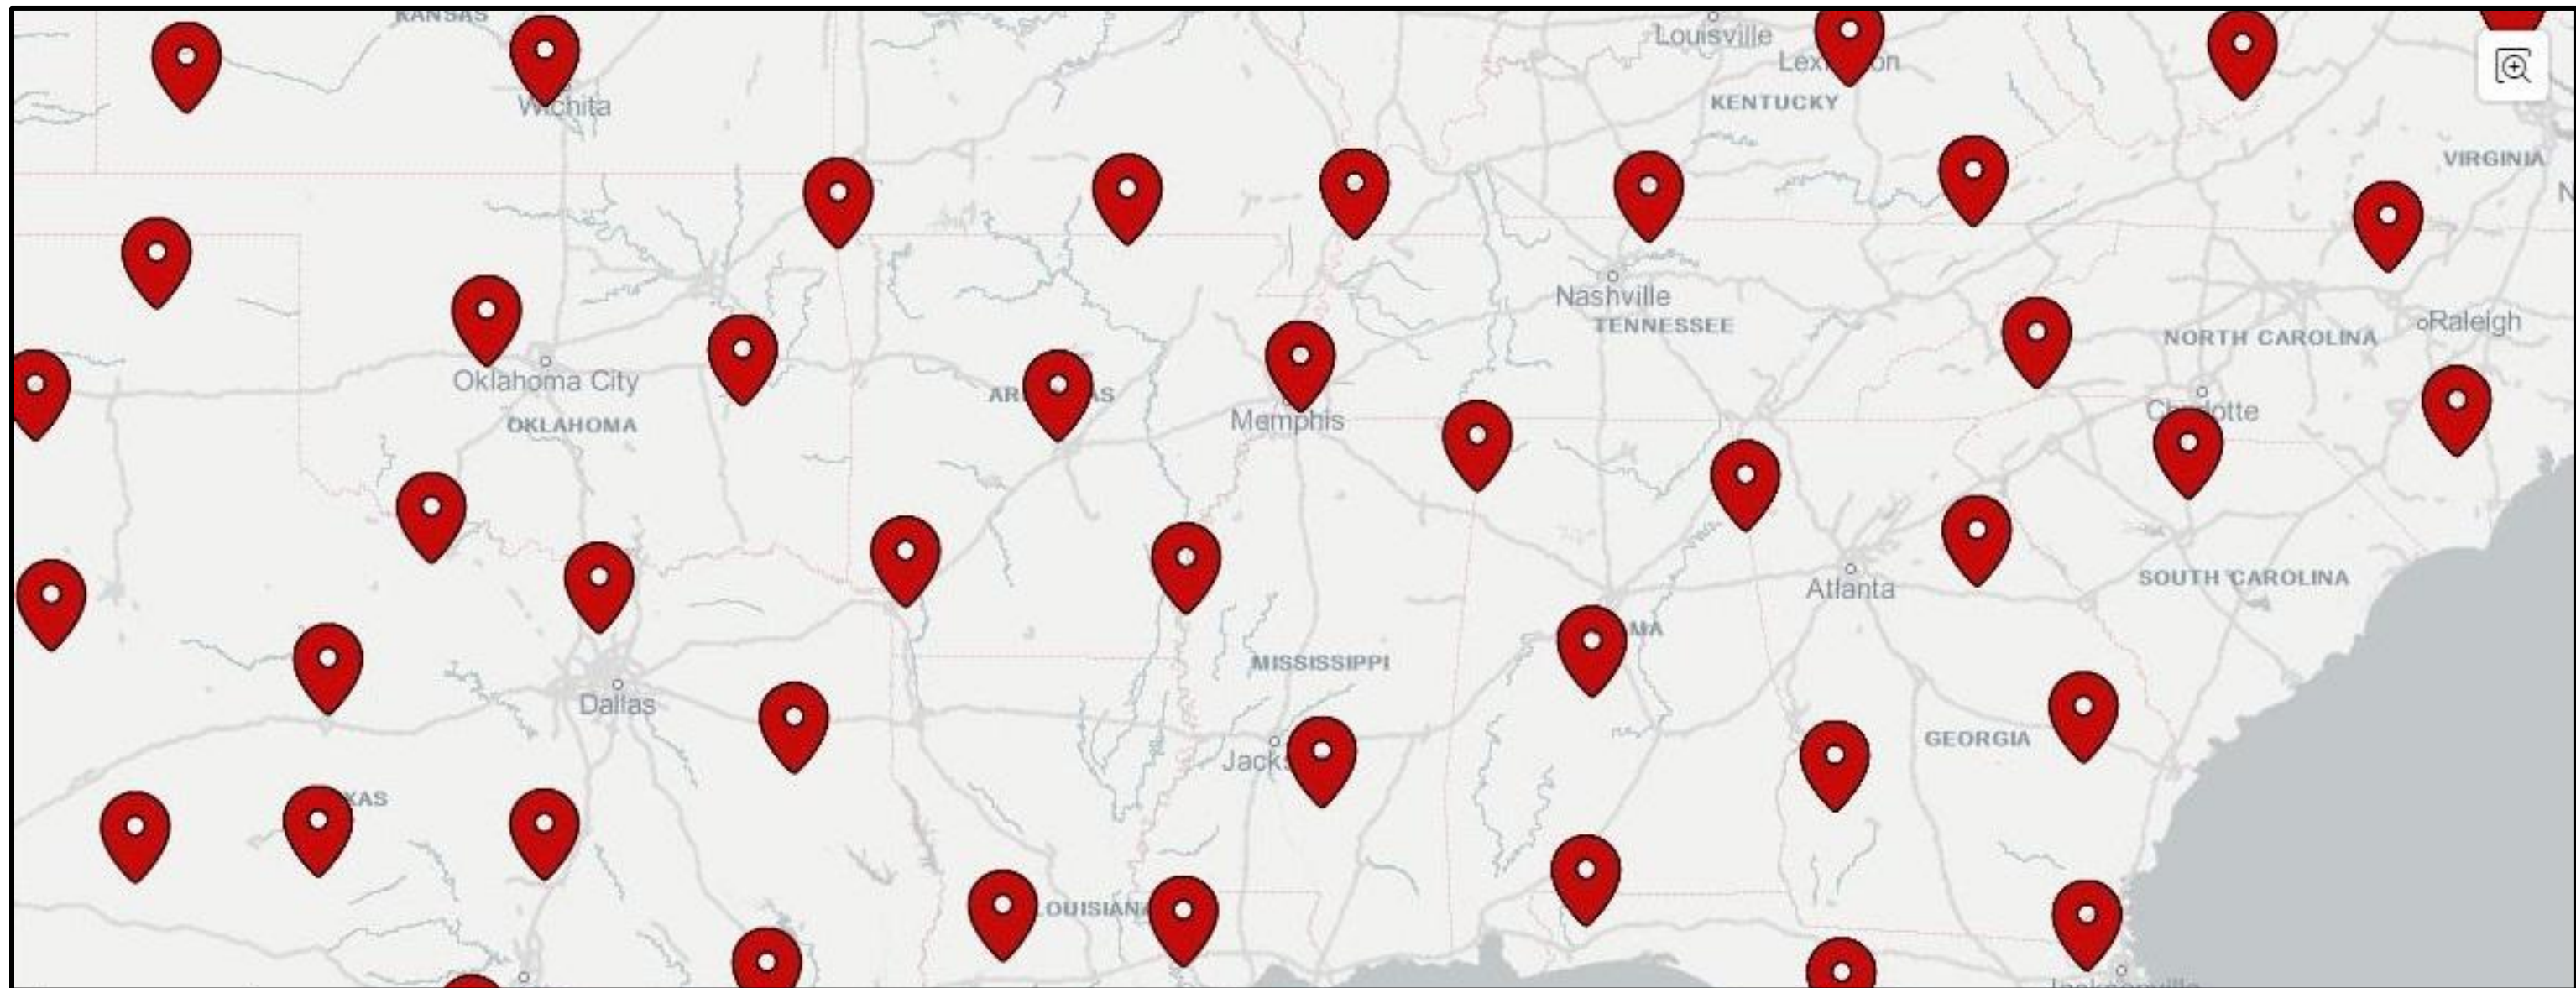 KANSAS
Louisville
Wichita
KENTUCKY
VIRGINIA
Nashville
TENNESSEE
Raleigh
NORTH CAROLINA
Oklahoma City
OKLAHOMA
Memphis
Dallas
Atlanta
SOUTH CAROLINA
MISSISSIPPI
GEORGIA